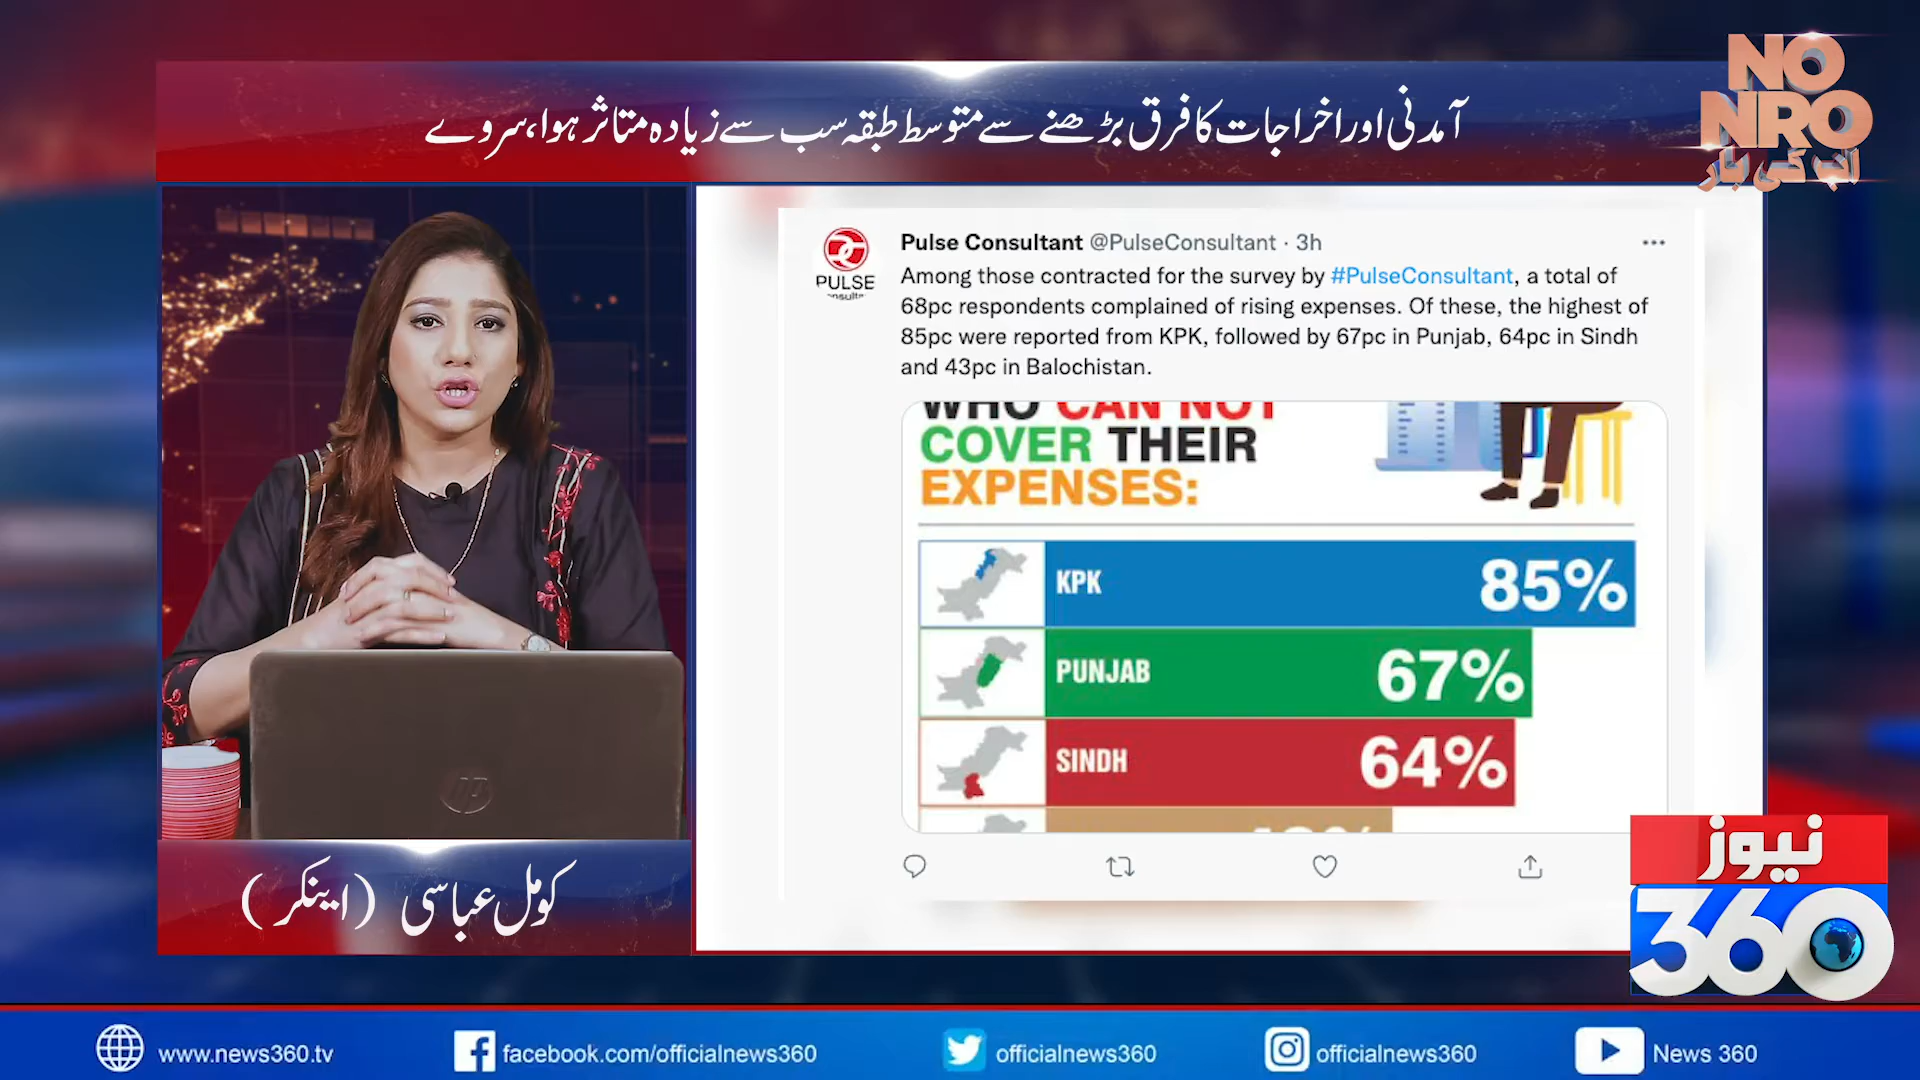 NO
NRO
اب کی بار
آمدنی اور اخراجات کا فرق بڑھنے سے متوسط طبقہ سب سے زیادہ متاثر ہوا، سروے
PULSE
Pulse Consultant @PulseConsultant · 3h
Among those contracted for the survey by #PulseConsultant, a total of
68pc respondents complained of rising expenses. Of these, the highest of
85pc were reported from KPK, followed by 67pc in Punjab, 64pc in Sindh
and 43pc in Balochistan.
WHO CAN NOT
COVER THEIR
EXPENSES:
KPK 85%
PUNJAB 67%
SINDH 64%
hp
کومل عباسی (اینکر)
نیوز
360
www.news360.tv
facebook.com/officialnews360
officialnews360
officialnews360
News 360